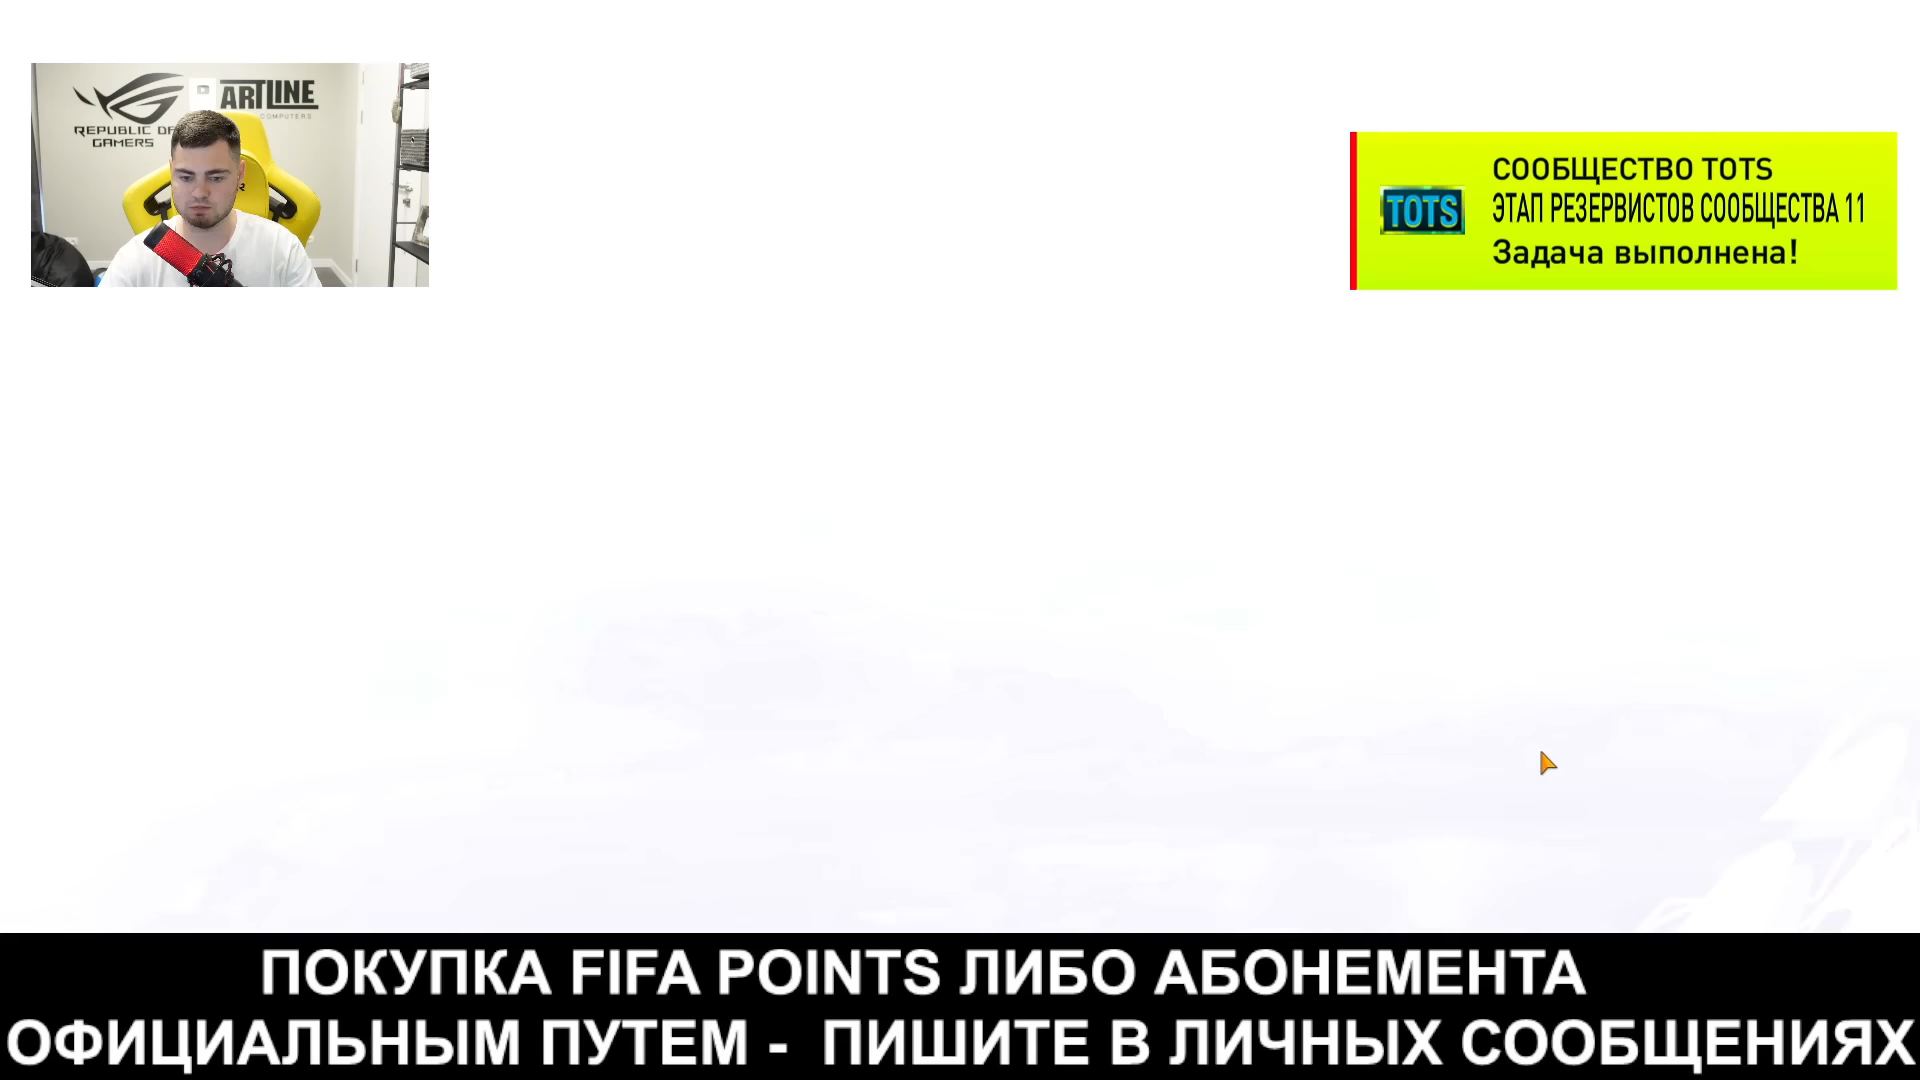 REPUBLIC OF
GAMERS
ARTLINE
COMPUTERS
TOTS
СООБЩЕСТВО TOTS
ЭТАП РЕЗЕРВИСТОВ СООБЩЕСТВА 11
Задача выполнена!
ПОКУПКА FIFA POINTS ЛИБО АБОНЕМЕНТА
ОФИЦИАЛЬНЫМ ПУТЕМ - ПИШИТЕ В ЛИЧНЫХ СООБЩЕНИЯХ